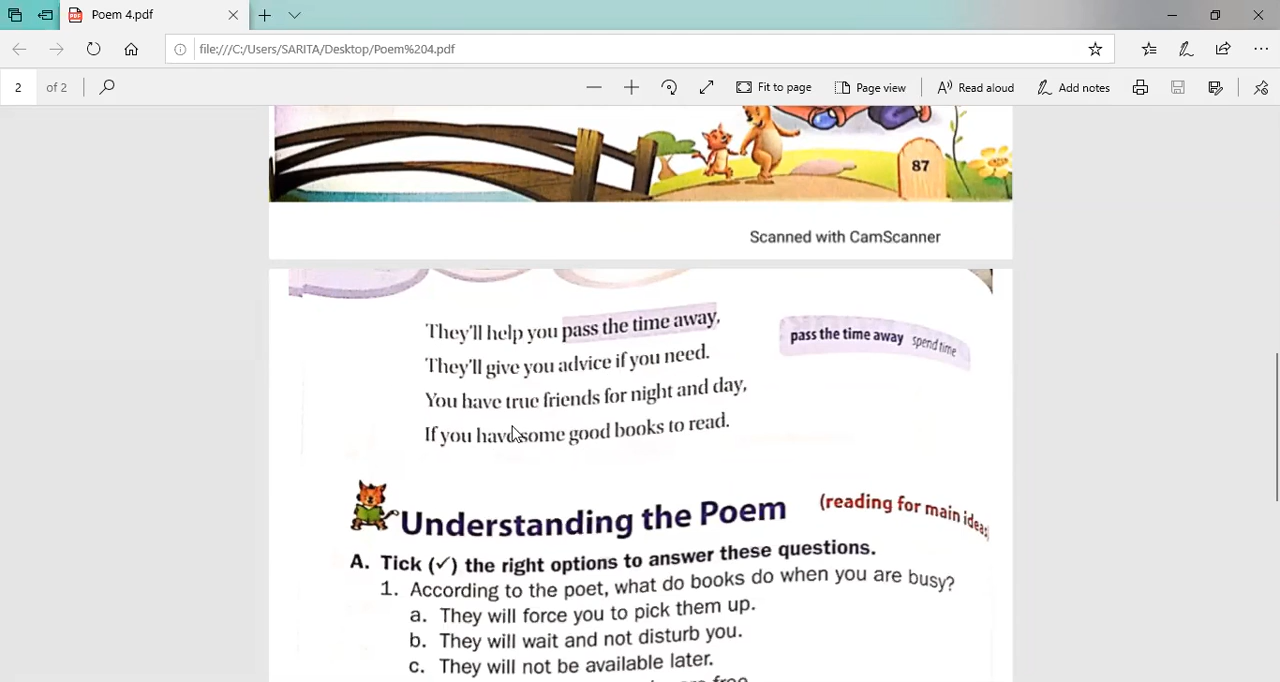 Poem 4.pdf
file:///C:/Users/SARITA/Desktop/Poem%204.pdf
2 of 2 Fit to page Page view Read aloud Add notes
87
Scanned with CamScanner
They'll help you pass the time away,
pass the time away spend time
They'll give you advice if you need.
You have true friends for night and day,
If you have some good books to read.
Understanding the Poem (reading for main ideas)
A. Tick (✓) the right options to answer these questions.
1. According to the poet, what do books do when you are busy?
a. They will force you to pick them up.
b. They will wait and not disturb you.
c. They will not be available later.